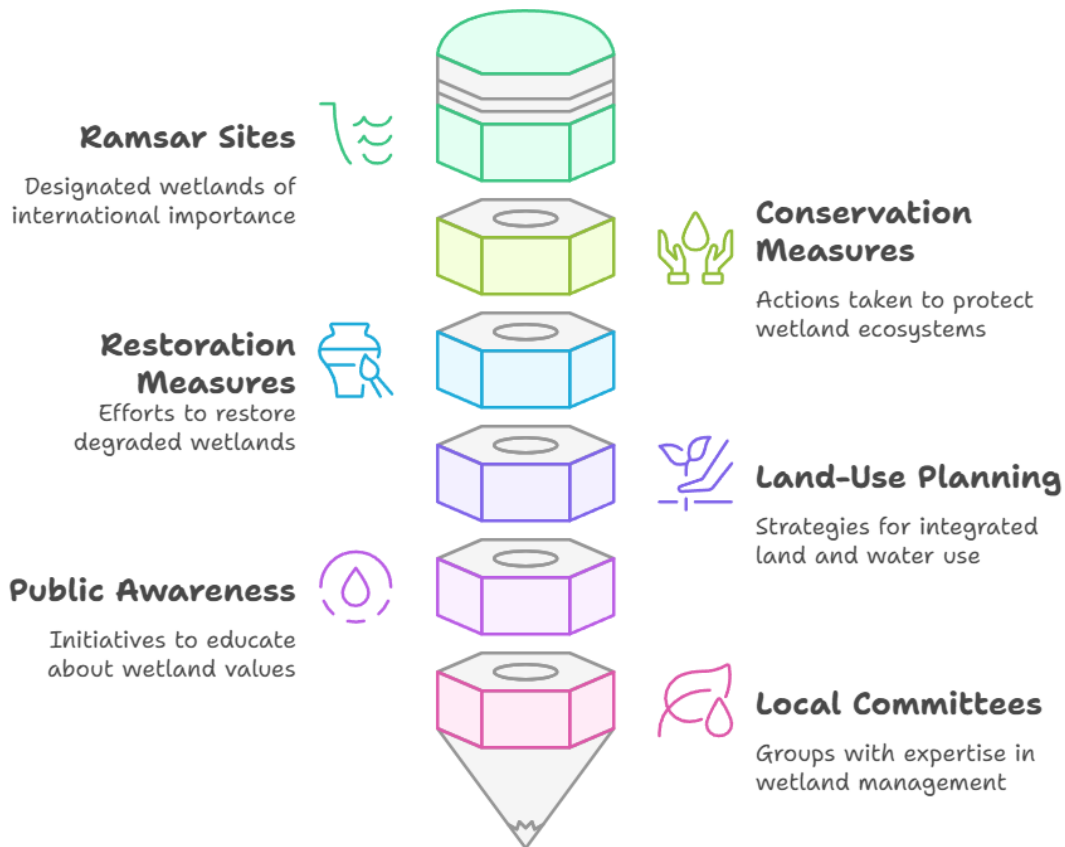 Ramsar Sites
Designated wetlands of
international importance
Conservation
Measures
Actions taken to protect
wetland ecosystems
Restoration
Measures
Efforts to restore
degraded wetlands
Land-Use Planning
Strategies for integrated
land and water use
Public Awareness
Initiatives to educate
about wetland values
Local Committees
Groups with expertise in
wetland management